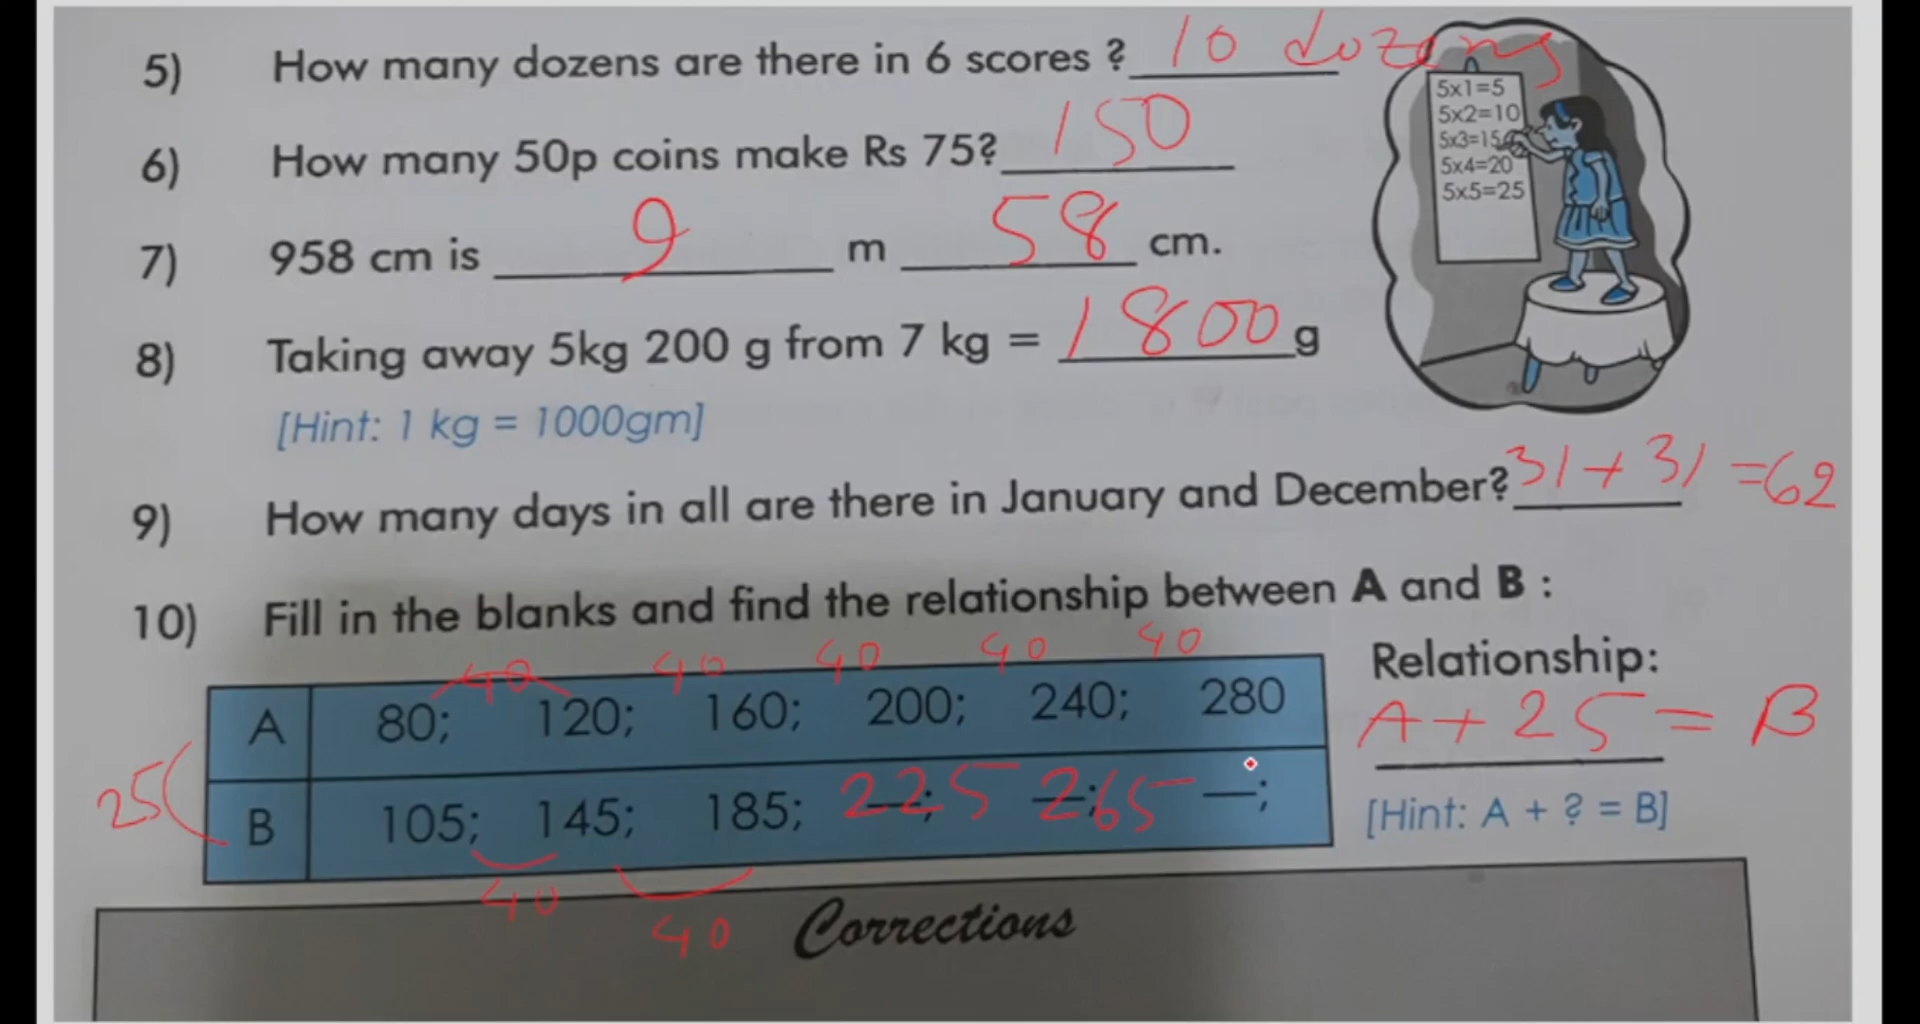 5) How many dozens are there in 6 scores ? 10 dozens
5x1=5
5x2=10
5x3=15
5x4=20
5x5=25
6) How many 50p coins make Rs 75? 150
7) 958 cm is 9 m 58 cm.
8) Taking away 5kg 200 g from 7 kg = 1800 g
[Hint: 1 kg = 1000gm]
9) How many days in all are there in January and December? 31+31 =62
10) Fill in the blanks and find the relationship between A and B :
40 40 40 40 40
A 80; 120; 160; 200; 240; 280
25
B 105; 145; 185; 225; 265; —;
40 40
Relationship:
A+25 = B
[Hint: A + ? = B]
Corrections